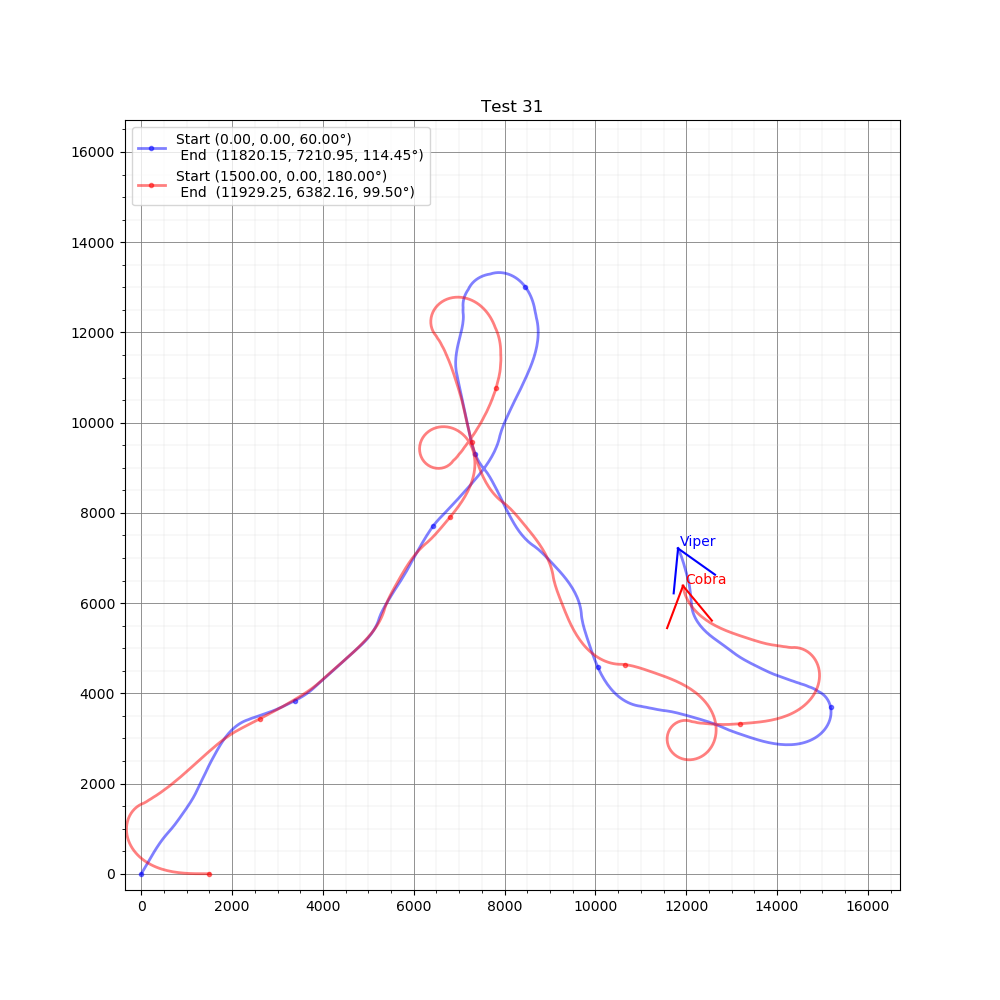 Test 31
Start (0.00, 0.00, 60.00°)
End (11820.15, 7210.95, 114.45°)
Start (1500.00, 0.00, 180.00°)
End (11929.25, 6382.16, 99.50°)
16000
14000
12000
10000
8000
6000
4000
2000
0
Viper
Cobra
0 2000 4000 6000 8000 10000 12000 14000 16000